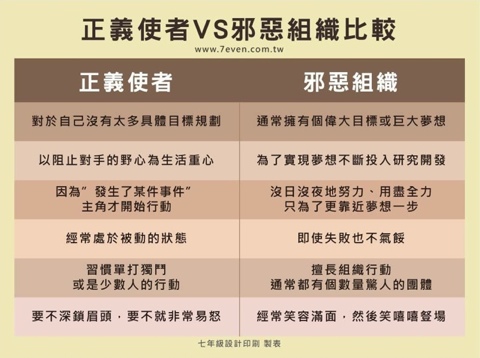 正義使者VS邪惡組織比較
www.7even.com.tw
正義使者
邪惡組織
對於自己沒有太多具體目標規劃
通常擁有個偉大目標或巨大夢想
以阻止對手的野心為生活重心
為了實現夢想不斷投入研究開發
因為”發生了某件事件”
主角才開始行動
沒日沒夜地努力、用盡全力
只為了更靠近夢想一步
經常處於被動的狀態
即使失敗也不氣餒
習慣單打獨鬥
或是少數人的行動
擅長組織行動
通常都有個數量驚人的團體
要不深鎖眉頭，要不就非常易怒
經常笑容滿面，然後笑嘻嘻登場
七年級設計印刷 製表